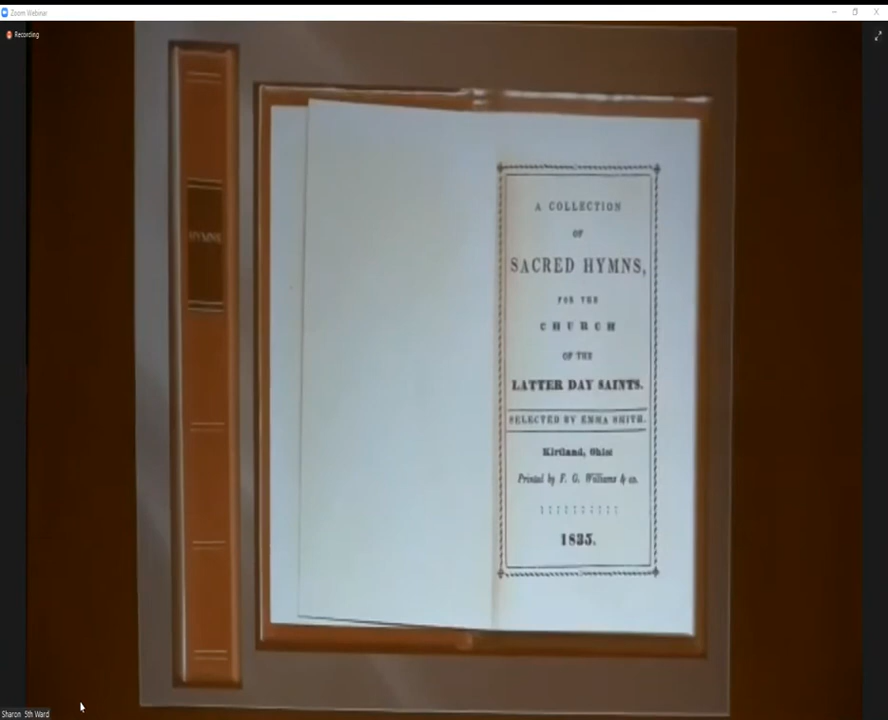 Zoom Webinar
Recording
HYMNS
A COLLECTION
OF
SACRED HYMNS,
FOR THE
CHURCH
OF THE
LATTER DAY SAINTS.
SELECTED BY EMMA SMITH.
Kirtland, Ohio:
Printed by F. G. Williams & co.
1835.
Sharon 5th Ward